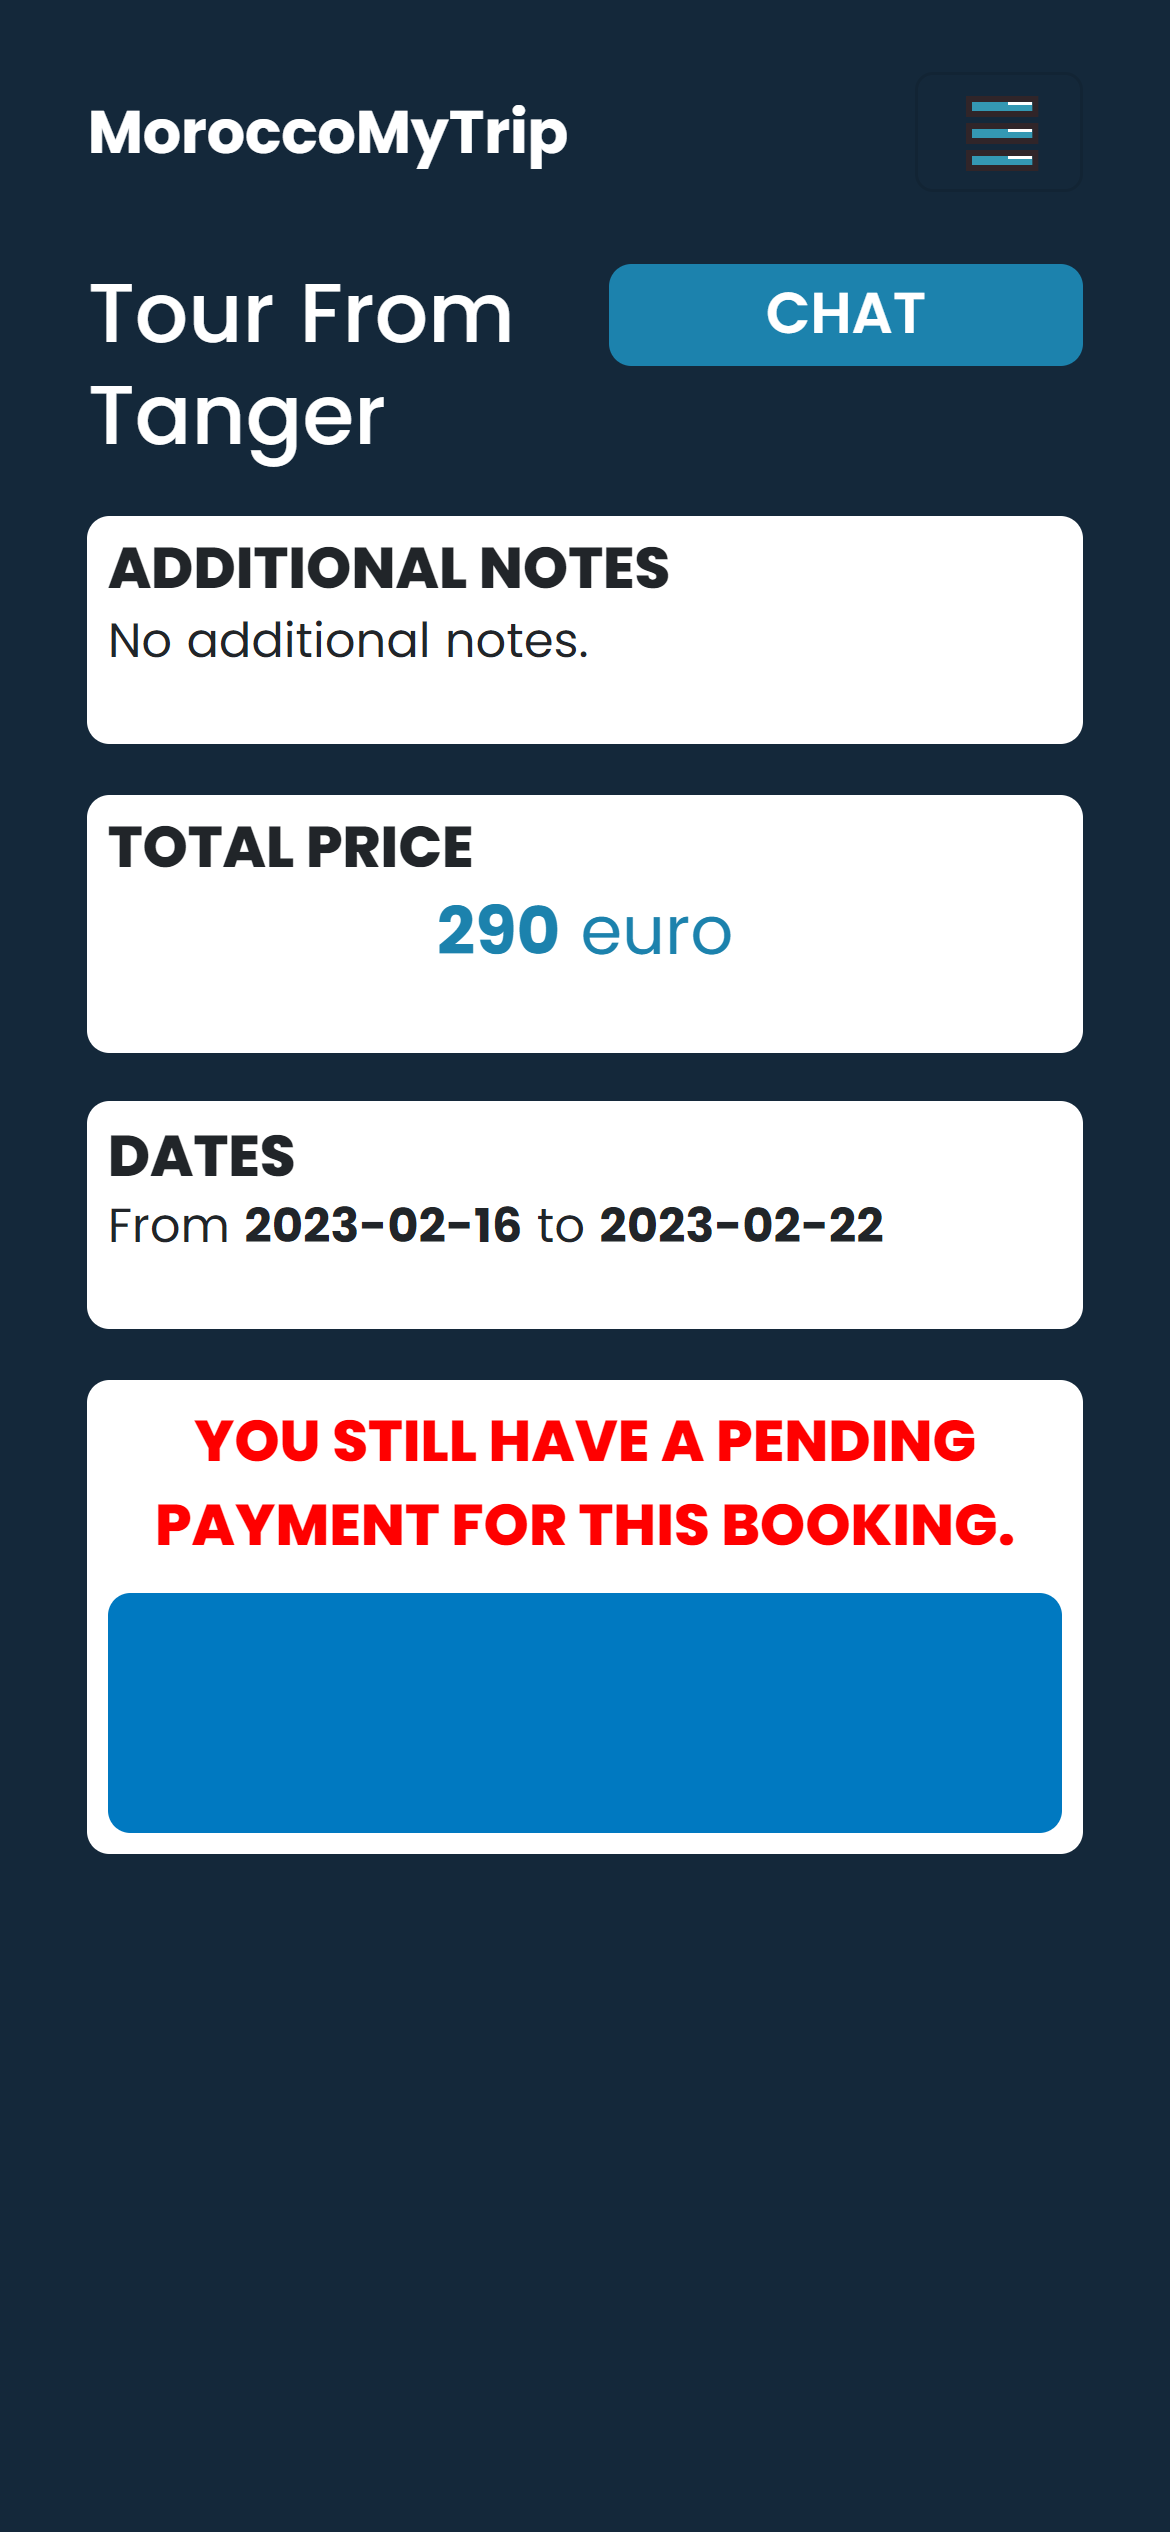 MoroccoMyTrip
Tour From
Tanger
CHAT
ADDITIONAL NOTES
No additional notes.
TOTAL PRICE
290 euro
DATES
From 2023-02-16 to 2023-02-22
YOU STILL HAVE A PENDING
PAYMENT FOR THIS BOOKING.